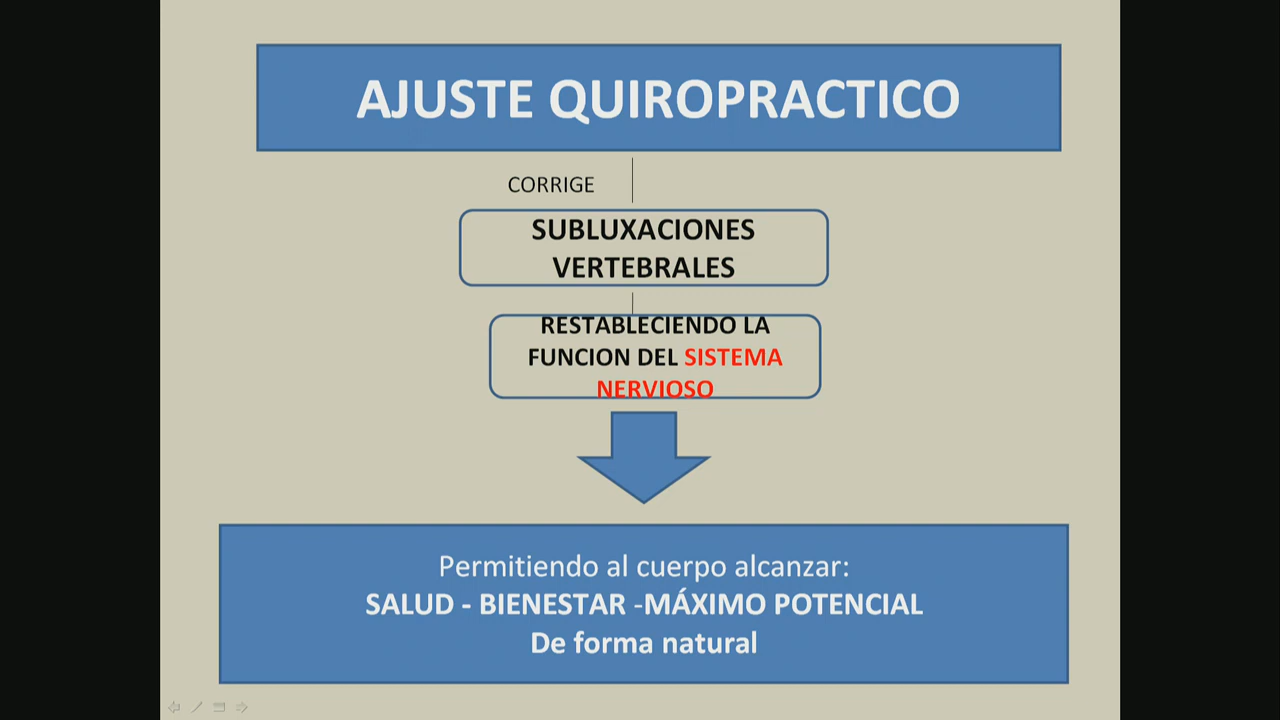 AJUSTE QUIROPRACTICO
CORRIGE
SUBLUXACIONES
VERTEBRALES
RESTABLECIENDO LA
FUNCION DEL SISTEMA
NERVIOSO
Permitiendo al cuerpo alcanzar:
SALUD - BIENESTAR -MÁXIMO POTENCIAL
De forma natural